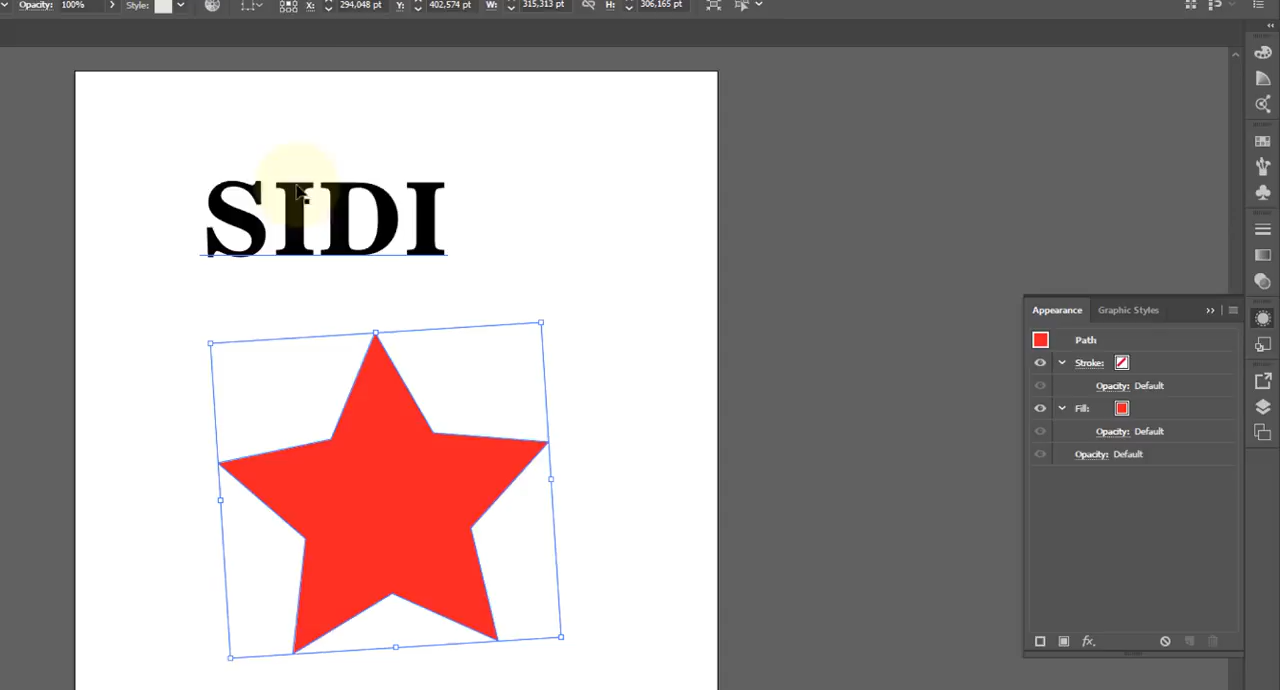 Opacity: 100% Style: X: 294,048 pt Y: 402,574 pt W: 315,313 pt H: 306,165 pt
SIDI
Appearance Graphic Styles
Path
Stroke:
Opacity: Default
Fill:
Opacity: Default
Opacity: Default
fx.